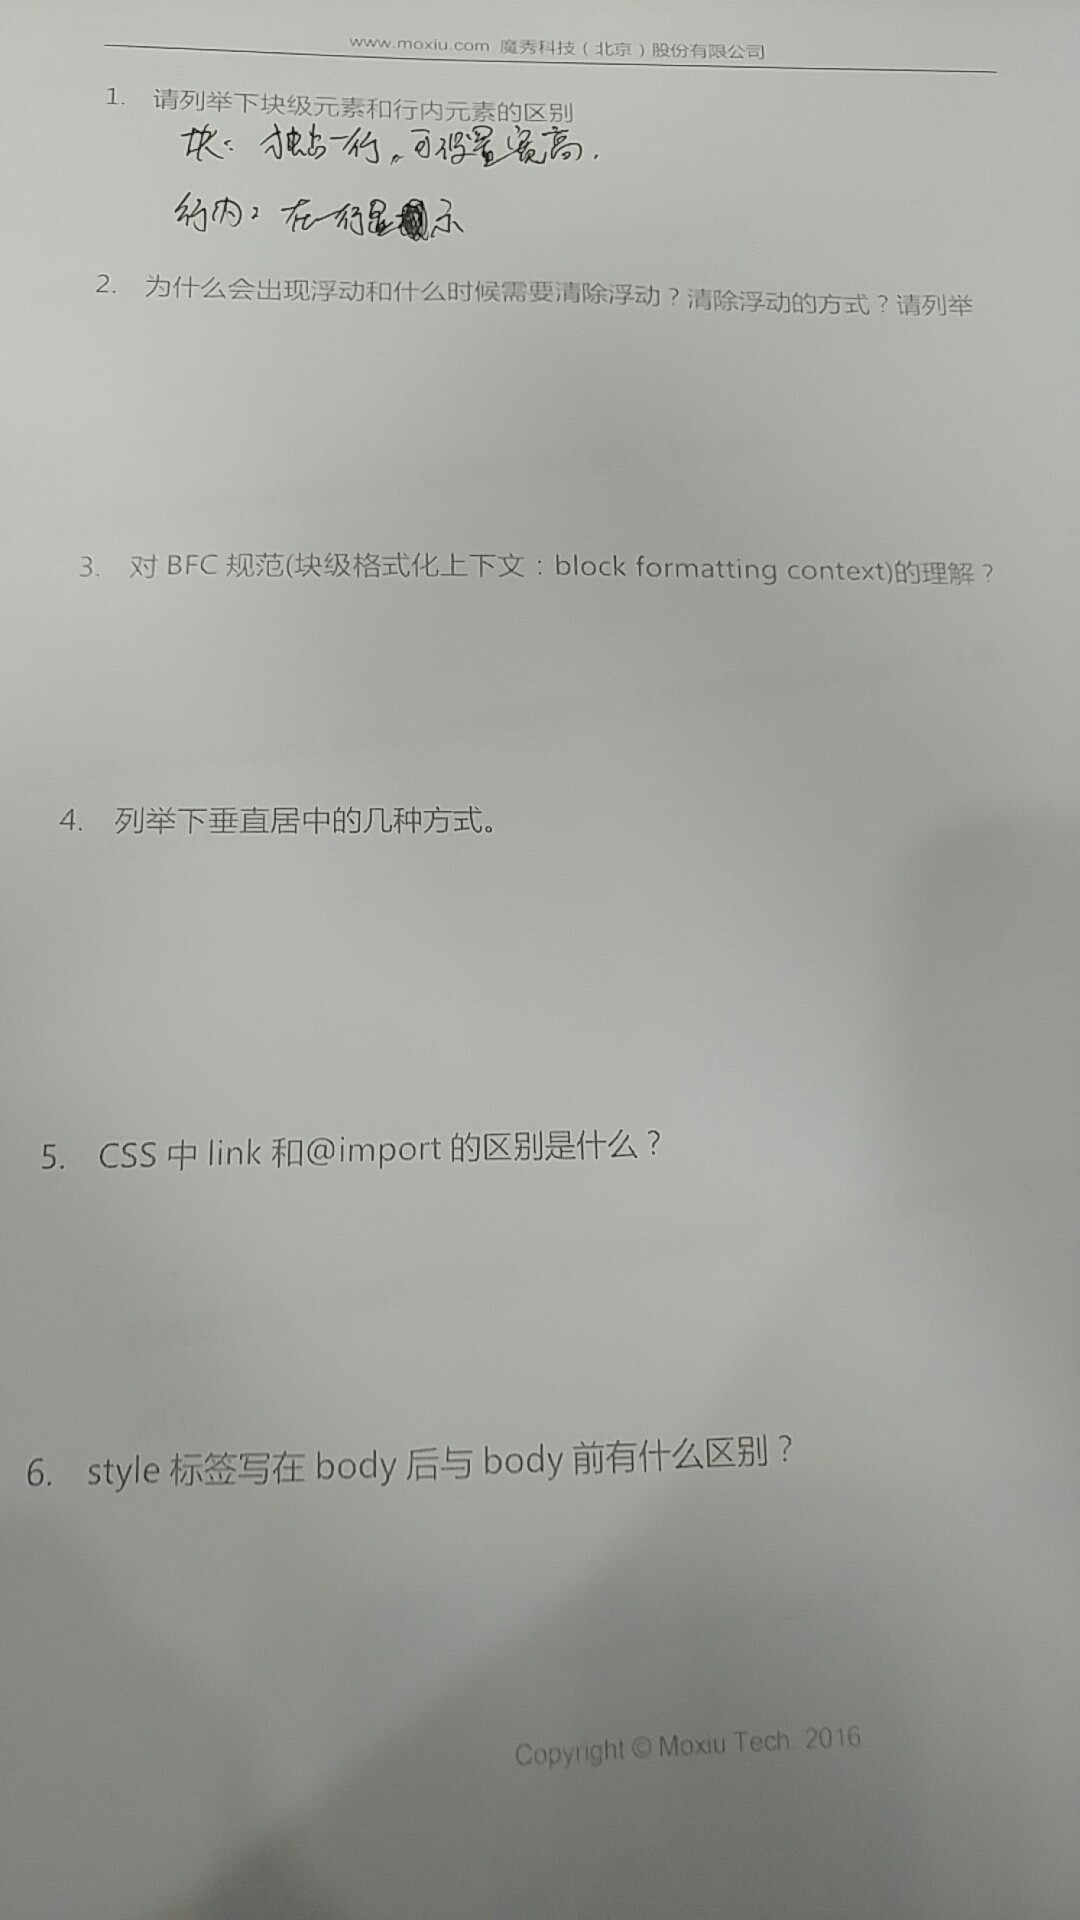 www.moxiu.com 魔秀科技（北京）股份有限公司
1. 请列举下块级元素和行内元素的区别
块：独占一行，可设置宽高.
行内：在一行显示
2. 为什么会出现浮动和什么时候需要清除浮动？清除浮动的方式？请列举
3. 对 BFC 规范(块级格式化上下文：block formatting context)的理解？
4. 列举下垂直居中的几种方式。
5. CSS 中 link 和@import 的区别是什么？
6. style 标签写在 body 后与 body 前有什么区别？
Copyright © Moxiu Tech. 2016